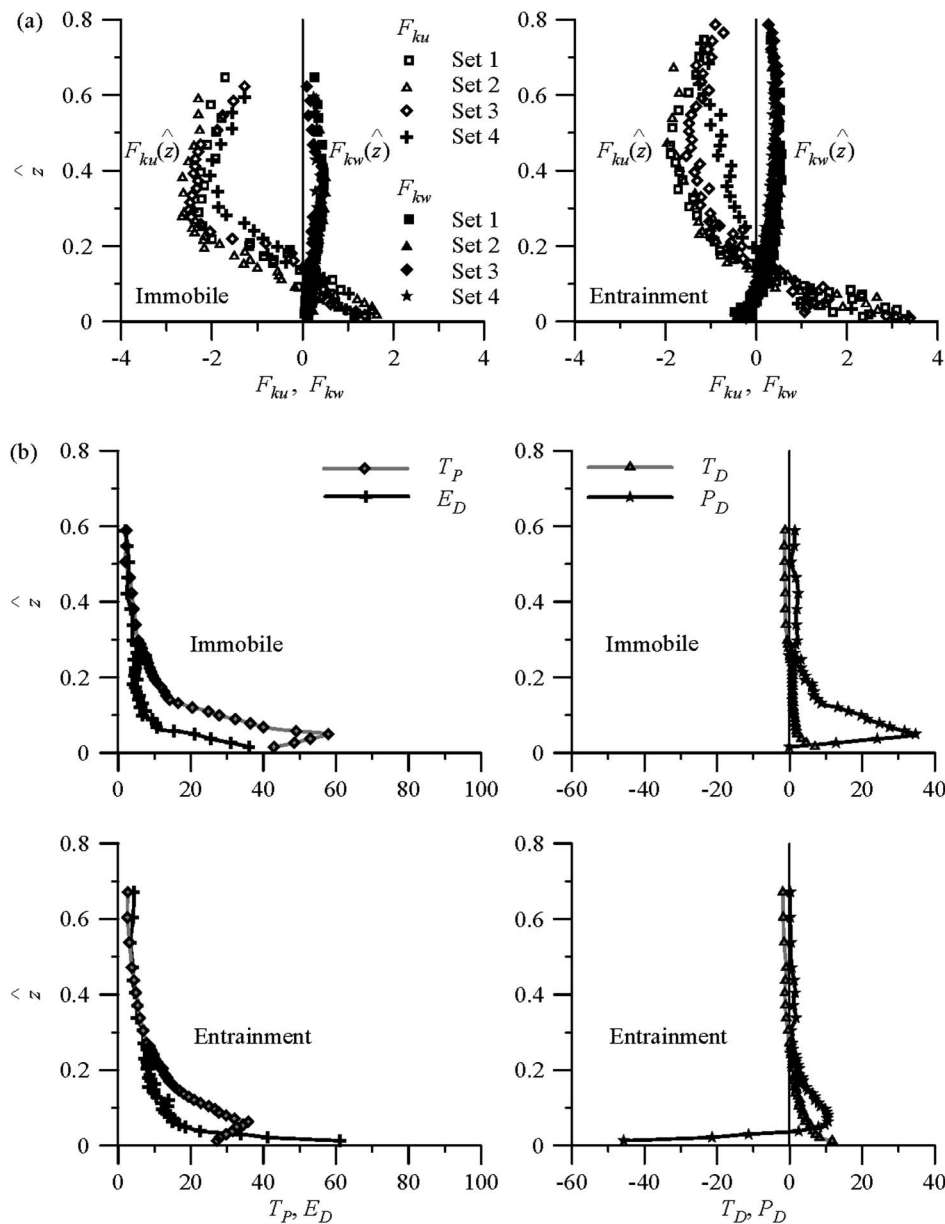 (a)
0.8
0.6
0.4
0.2
0
ẑ
F_ku
Set 1
Set 2
Set 3
Set 4
F_kw
Set 1
Set 2
Set 3
Set 4
F_ku(ẑ)
F_kw(ẑ)
Immobile
-4 -2 0 2 4
F_ku, F_kw
0.8
0.6
0.4
0.2
0
F_ku(ẑ)
F_kw(ẑ)
Entrainment
-4 -2 0 2 4
F_ku, F_kw
(b)
0.8
0.6
0.4
0.2
0
ẑ
T_P
E_D
Immobile
0 20 40 60 80 100
0.8
0.6
0.4
0.2
0
T_D
P_D
Immobile
-60 -40 -20 0 20 40
0.8
0.6
0.4
0.2
0
ẑ
Entrainment
0 20 40 60 80 100
T_P, E_D
0.8
0.6
0.4
0.2
0
Entrainment
-60 -40 -20 0 20 40
T_D, P_D